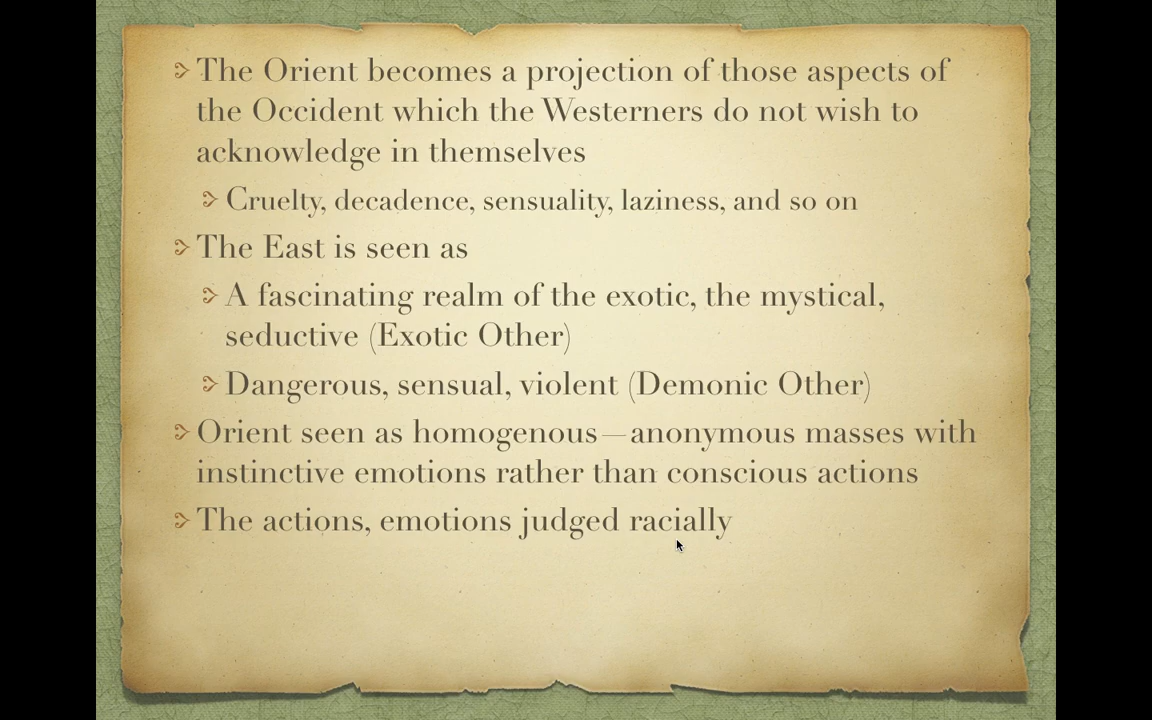 The Orient becomes a projection of those aspects of
the Occident which the Westerners do not wish to
acknowledge in themselves
Cruelty, decadence, sensuality, laziness, and so on
The East is seen as
A fascinating realm of the exotic, the mystical,
seductive (Exotic Other)
Dangerous, sensual, violent (Demonic Other)
Orient seen as homogenous—anonymous masses with
instinctive emotions rather than conscious actions
The actions, emotions judged racially